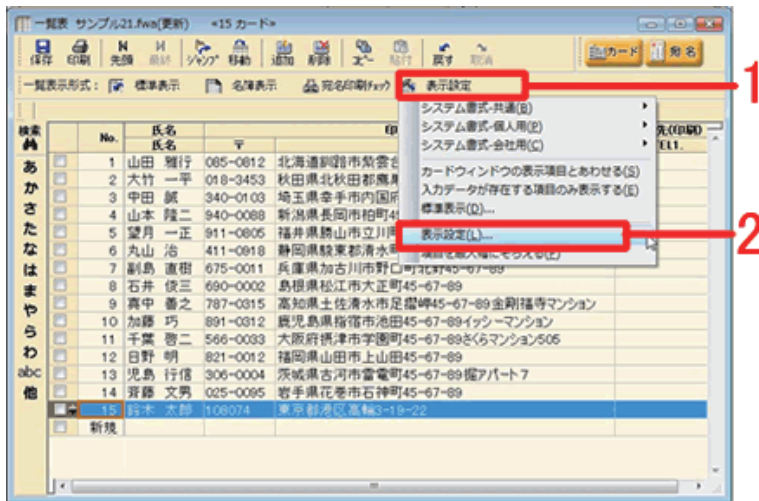 一覧表 サンプル21.fwa(更新) <15 カード>
保存 印刷 先頭 最終 ジャンプ 移動 追加 削除 コピー 貼付 戻す 取消 カード 宛名
一覧表示形式： 標準表示 名簿表示 宛名印刷チェック 表示設定
1
検索
No. 氏名
氏名 〒
システム書式-共通(B)
システム書式-個人用(P)
システム書式-会社用(C)
カードウィンドウの表示項目とあわせる(S)
入力データが存在する項目のみ表示する(E)
標準表示(D)...
表示設定(L)...
2
あ
か
さ
た
な
は
ま
や
ら
わ
abc
他
1 山田 雅行 085-0812 北海道釧路市紫雲台
2 大竹 一平 018-3453 秋田県北秋田郡鷹巣
3 中田 誠 340-0103 埼玉県幸手市内国府
4 山本 隆二 940-0088 新潟県長岡市柏町4
5 望月 一正 911-0805 福井県勝山市立川町
6 丸山 治 411-0918 静岡県駿東郡清水町
7 副島 直樹 675-0011 兵庫県加古川市野口町北野45-67-89
8 石井 俊三 690-0002 島根県松江市大正町45-67-89
9 真中 善之 787-0315 高知県土佐清水市足摺岬45-67-89金剛福寺マンション
10 加藤 巧 891-0312 鹿児島県指宿市池田45-67-89イッシーマンション
11 千葉 啓二 566-0033 大阪府摂津市学園町45-67-89さくらマンション505
12 日野 明 821-0012 福岡県山田市上山田45-67-89
13 児島 行信 306-0004 茨城県古河市雷電町45-67-89堀アパート7
14 斉藤 文男 025-0095 岩手県花巻市石神町45-67-89
15 鈴木 太郎 108074 東京都港区高輪3-19-22
新規